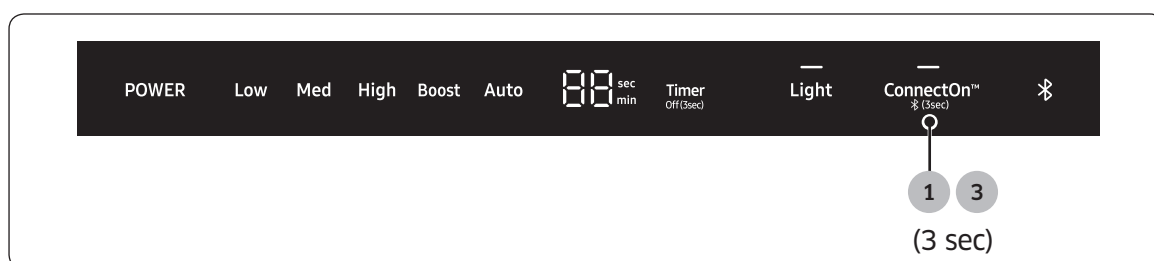 POWER Low Med High Boost Auto 88 sec min Timer Off(3sec) Light ConnectOn™ (3sec)
1 3
(3 sec)